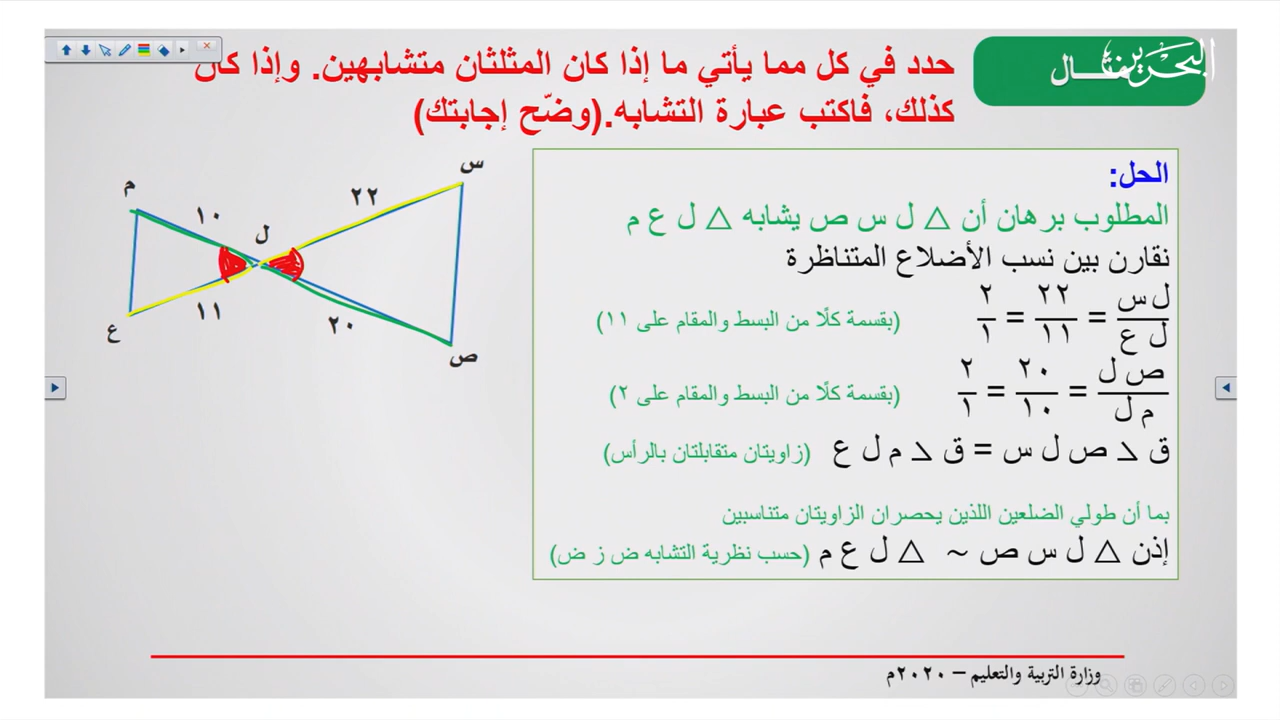 البحرين
مثال
حدد في كل مما يأتي ما إذا كان المثلثان متشابهين. وإذا كان
كذلك، فاكتب عبارة التشابه.(وضّح إجابتك)
الحل:
المطلوب برهان أن △ ل س ص يشابه △ ل ع م
نقارن بين نسب الأضلاع المتناظرة
ل س / ل ع = ٢٢ / ١١ = ٢ / ١ (بقسمة كلًا من البسط والمقام على ١١)
ص ل / م ل = ٢٠ / ١٠ = ٢ / ١ (بقسمة كلًا من البسط والمقام على ٢)
ق > ص ل س = ق > م ل ع (زاويتان متقابلتان بالرأس)
بما أن طولي الضلعين اللذين يحصران الزاويتان متناسبين
إذن △ ل س ص ~ △ ل ع م (حسب نظرية التشابه ض ز ض)
س
٢٢
م
١٠
ل
١١
٢٠
ع
ص
وزارة التربية والتعليم – ٢٠٢٠م